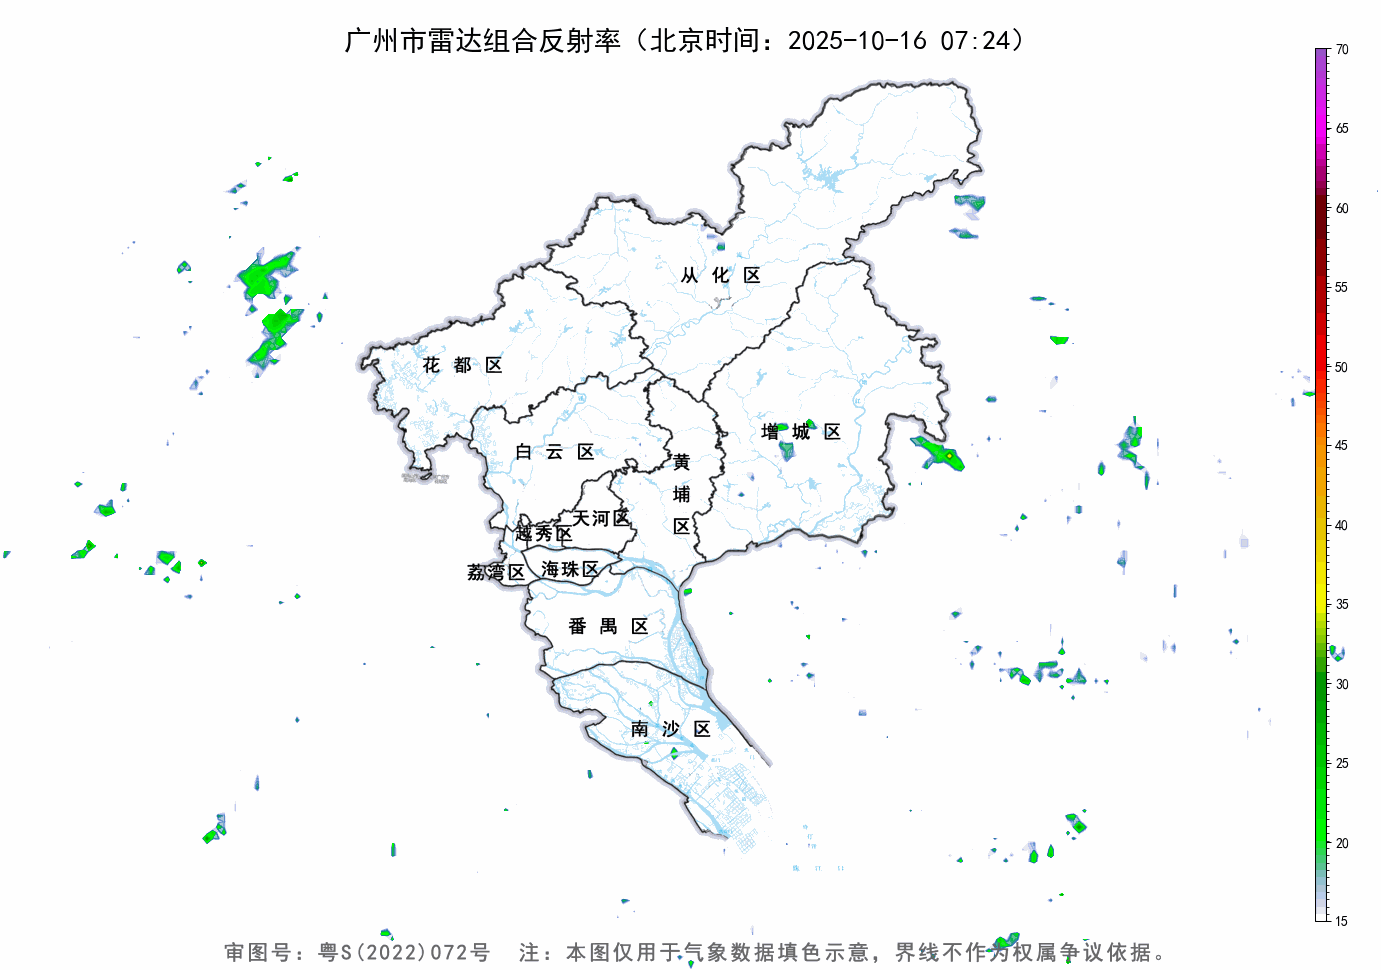 广州市雷达组合反射率（北京时间：2025-10-16 07:24）
70
65
60
55
50
45
40
35
30
25
20
15
从化区
花都区
增城区
白云区
黄埔区
天河区
越秀区
荔湾区
海珠区
番禺区
南沙区
审图号：粤S(2022)072号 注：本图仅用于气象数据填色示意，界线不作为权属争议依据。